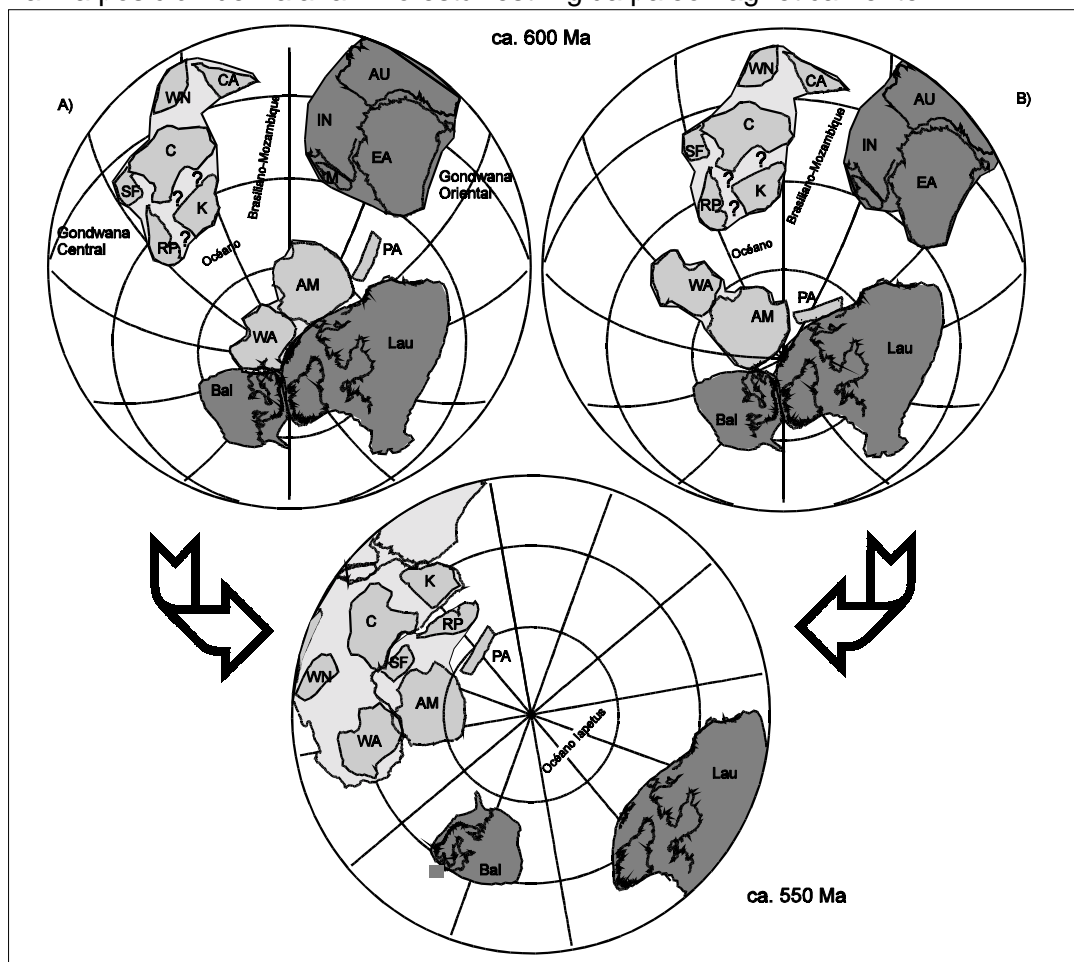 ca. 600 Ma
A)
WN
CA
C
SF
?
?
K
RP
?
Gondwana
Central
Océano
Brasiliano-Mozambique
AU
IN
EA
M
Gondwana
Oriental
PA
AM
WA
Lau
Bal
B)
WN
CA
C
SF
?
K
RP
?
Océano
Brasiliano-Mozambique
AU
IN
EA
WA
AM
PA
Lau
Bal
K
C
RP
SF
PA
WN
AM
WA
Océano Iapetus
Lau
Bal
ca. 550 Ma